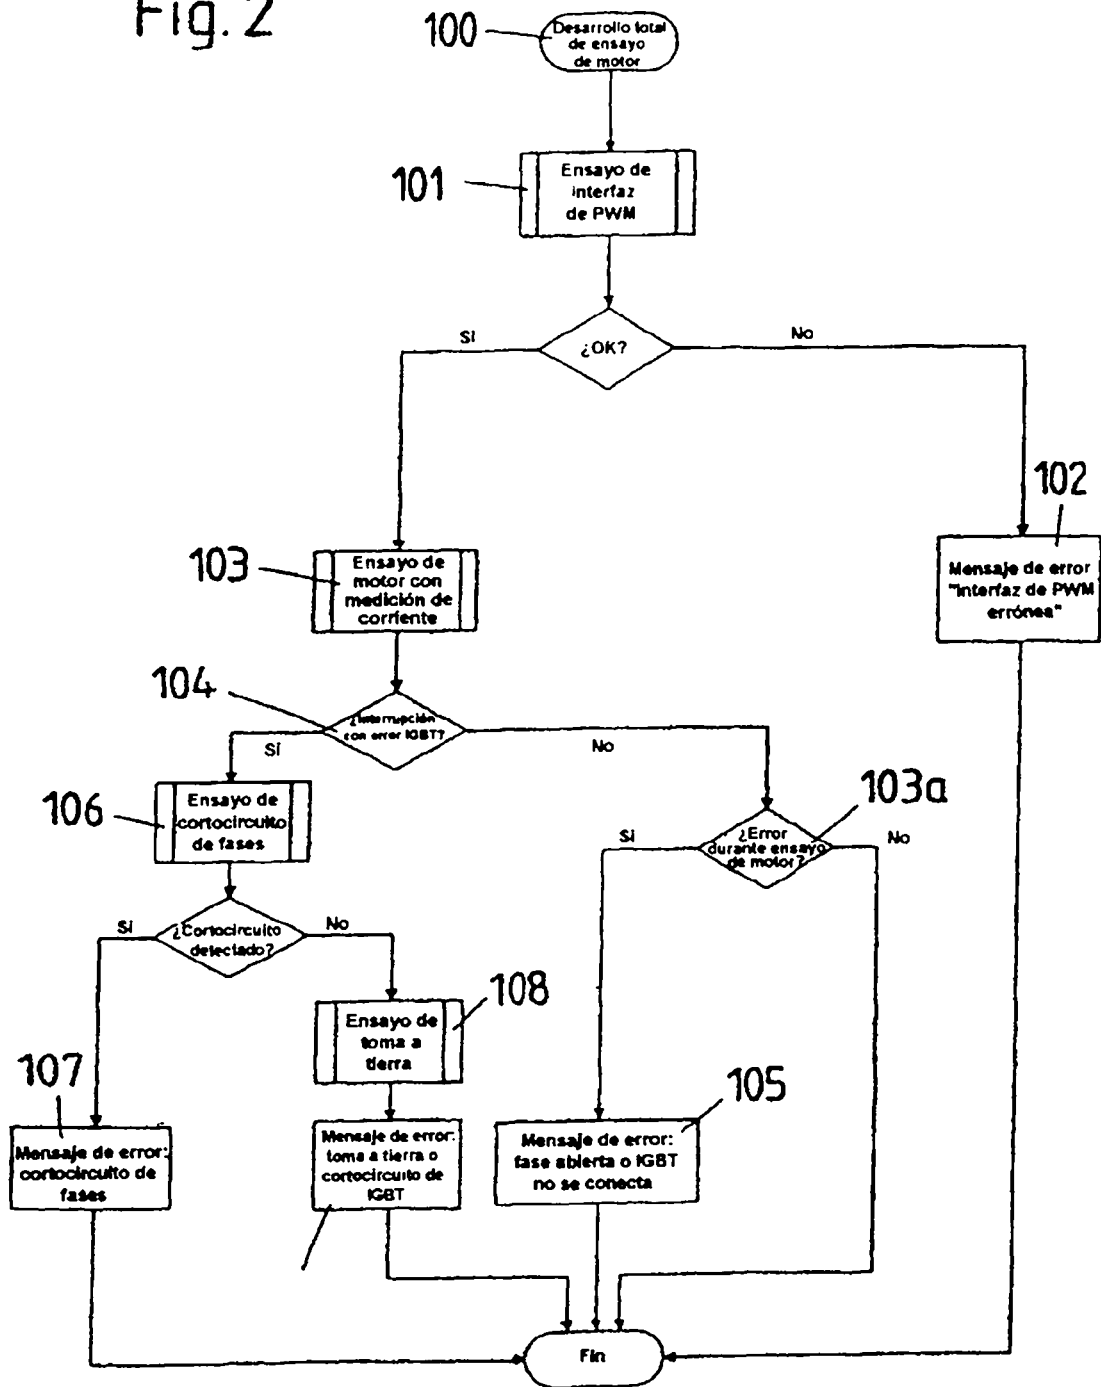 Fig. 2
100
Desarrollo total
de ensayo
de motor
101
Ensayo de
interfaz
de PWM
¿OK?
Sí
No
102
Mensaje de error
"Interfaz de PWM
errónea"
103
Ensayo de
motor con
medición de
corriente
104
¿Interrupción
con error IGBT?
Sí
No
103a
¿Error
durante ensayo
de motor?
Sí
No
106
Ensayo de
cortocircuito
de fases
¿Cortocircuito
detectado?
Sí
No
108
Ensayo de
toma a
tierra
107
Mensaje de error:
cortocircuito de
fases
Mensaje de error:
toma a tierra o
cortocircuito de
IGBT
105
Mensaje de error:
fase abierta o IGBT
no se conecta
Fin